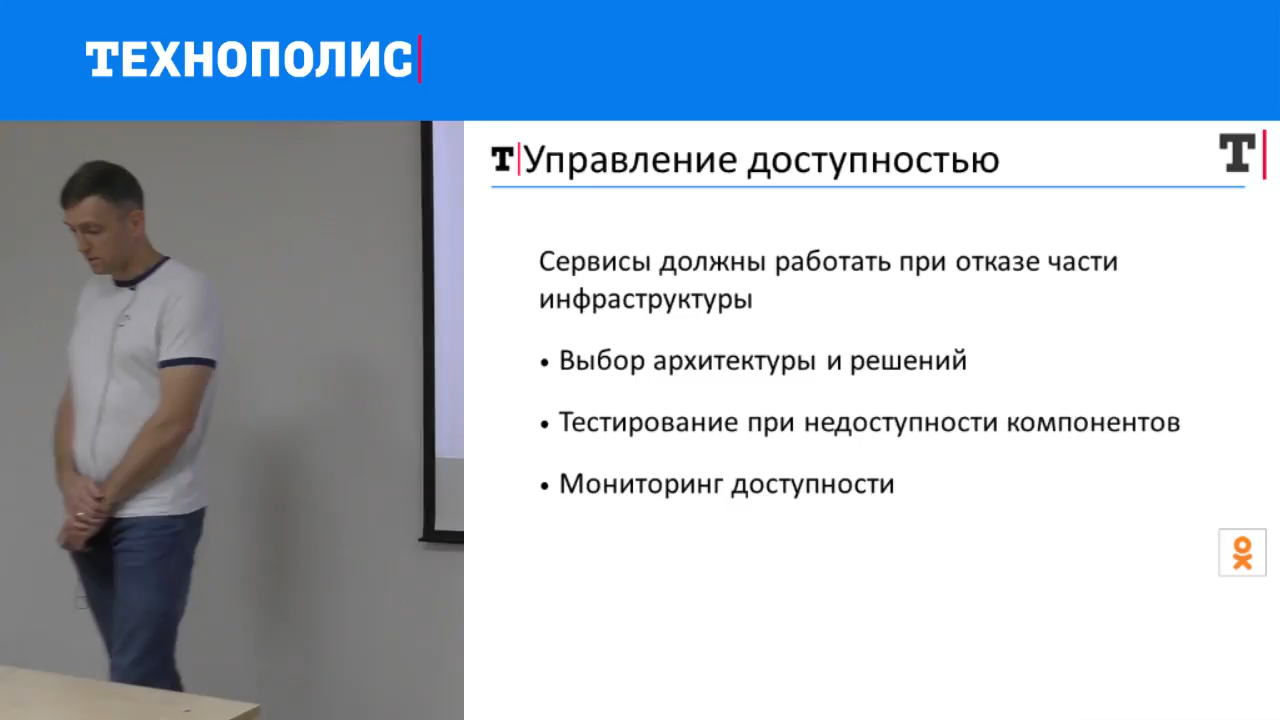 ТЕХНОПОЛИС
Т Управление доступностью
Т
Сервисы должны работать при отказе части
инфраструктуры
• Выбор архитектуры и решений
• Тестирование при недоступности компонентов
• Мониторинг доступности